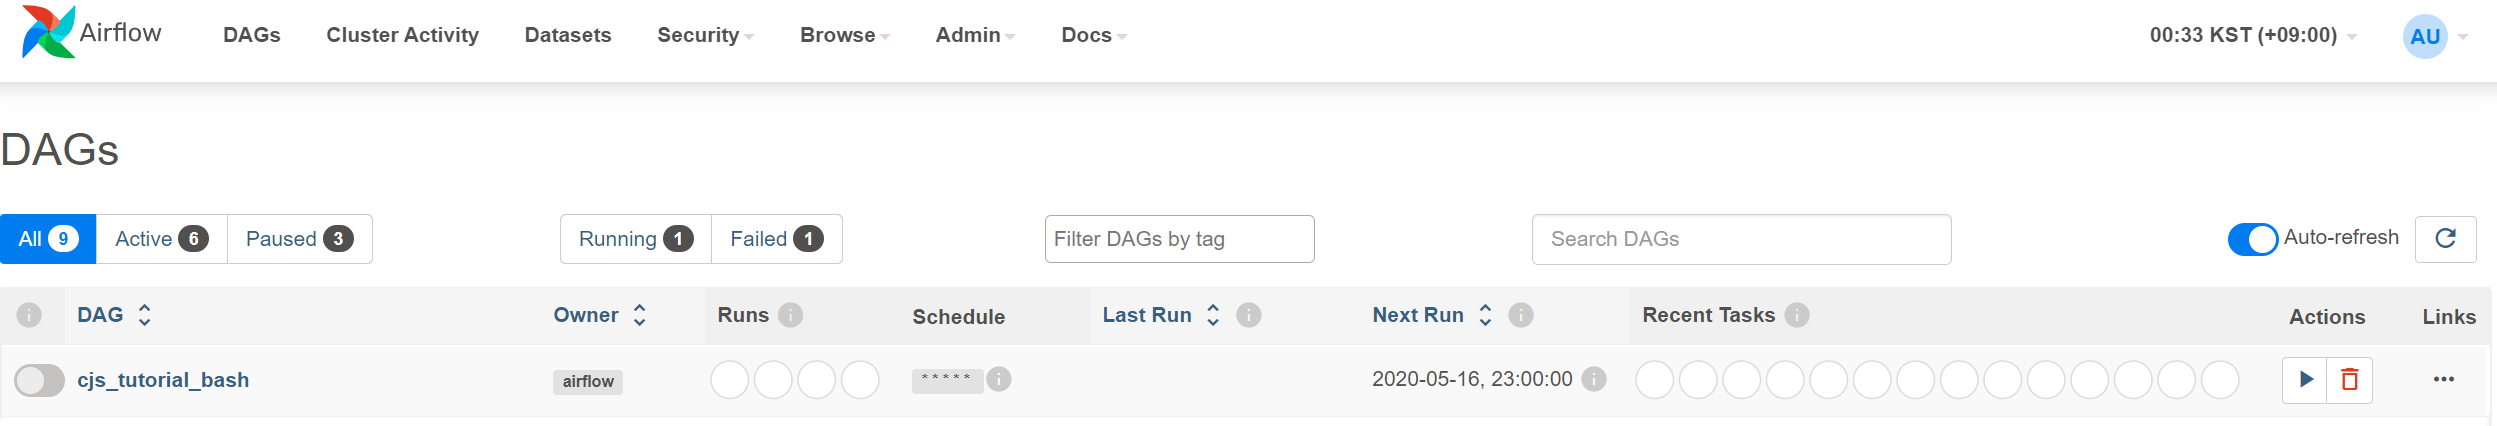 Airflow DAGs Cluster Activity Datasets Security Browse Admin Docs 00:33 KST (+09:00) AU
DAGs
All 9 Active 6 Paused 3 Running 1 Failed 1 Filter DAGs by tag Search DAGs Auto-refresh
i DAG Owner Runs i Schedule Last Run i Next Run i Recent Tasks i Actions Links
cjs_tutorial_bash airflow * * * * * i 2020-05-16, 23:00:00 i